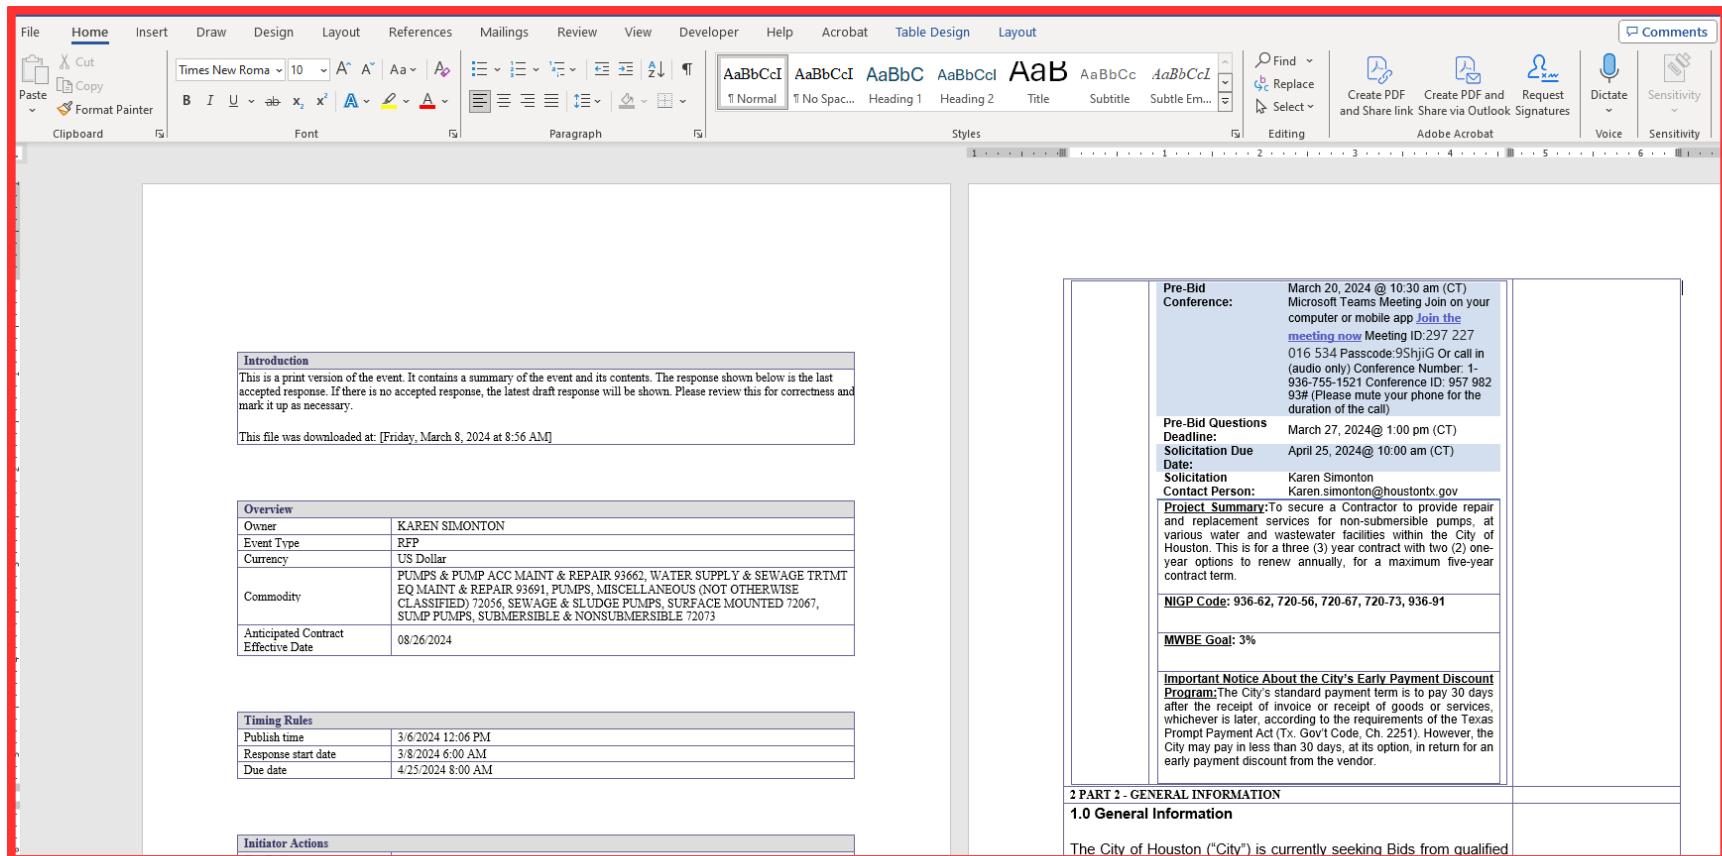 File Home Insert Draw Design Layout References Mailings Review View Developer Help Acrobat Table Design Layout Comments
Paste
Cut
Copy
Format Painter
Clipboard
Times New Roma 10
Aa
B I U ab x₂ x² A A
Font
Paragraph
AaBbCcI AaBbCcI AaBbC AaBbCcI AaB AaBbCc AaBbCcI
¶ Normal ¶ No Spac... Heading 1 Heading 2 Title Subtitle Subtle Em...
Styles
Find
Replace
Select
Editing
Create PDF and Share link
Create PDF and Share via Outlook
Request Signatures
Adobe Acrobat
Dictate
Voice
Sensitivity
Sensitivity
1 1 2 3 4 5 6
Introduction
This is a print version of the event. It contains a summary of the event and its contents. The response shown below is the last
accepted response. If there is no accepted response, the latest draft response will be shown. Please review this for correctness and
mark it up as necessary.
This file was downloaded at: [Friday, March 8, 2024 at 8:56 AM]
Overview
Owner KAREN SIMONTON
Event Type RFP
Currency US Dollar
Commodity
PUMPS & PUMP ACC MAINT & REPAIR 93662, WATER SUPPLY & SEWAGE TRTMT
EQ MAINT & REPAIR 93691, PUMPS, MISCELLANEOUS (NOT OTHERWISE
CLASSIFIED) 72056, SEWAGE & SLUDGE PUMPS, SURFACE MOUNTED 72067,
SUMP PUMPS, SUBMERSIBLE & NONSUBMERSIBLE 72073
Anticipated Contract
Effective Date
08/26/2024
Timing Rules
Publish time 3/6/2024 12:06 PM
Response start date 3/8/2024 6:00 AM
Due date 4/25/2024 8:00 AM
Initiator Actions
Pre-Bid
Conference:
March 20, 2024 @ 10:30 am (CT)
Microsoft Teams Meeting Join on your
computer or mobile app Join the
meeting now Meeting ID:297 227
016 534 Passcode:9ShjiG Or call in
(audio only) Conference Number: 1-
936-755-1521 Conference ID: 957 982
93# (Please mute your phone for the
duration of the call)
Pre-Bid Questions
Deadline:
March 27, 2024@ 1:00 pm (CT)
Solicitation Due
Date:
April 25, 2024@ 10:00 am (CT)
Solicitation
Contact Person:
Karen Simonton
Karen.simonton@houstontx.gov
Project Summary:To secure a Contractor to provide repair
and replacement services for non-submersible pumps, at
various water and wastewater facilities within the City of
Houston. This is for a three (3) year contract with two (2) one-
year options to renew annually, for a maximum five-year
contract term.
NIGP Code: 936-62, 720-56, 720-67, 720-73, 936-91
MWBE Goal: 3%
Important Notice About the City's Early Payment Discount
Program:The City's standard payment term is to pay 30 days
after the receipt of invoice or receipt of goods or services,
whichever is later, according to the requirements of the Texas
Prompt Payment Act (Tx. Gov't Code, Ch. 2251). However, the
City may pay in less than 30 days, at its option, in return for an
early payment discount from the vendor.
2 PART 2 - GENERAL INFORMATION
1.0 General Information
The City of Houston ("City") is currently seeking Bids from qualified